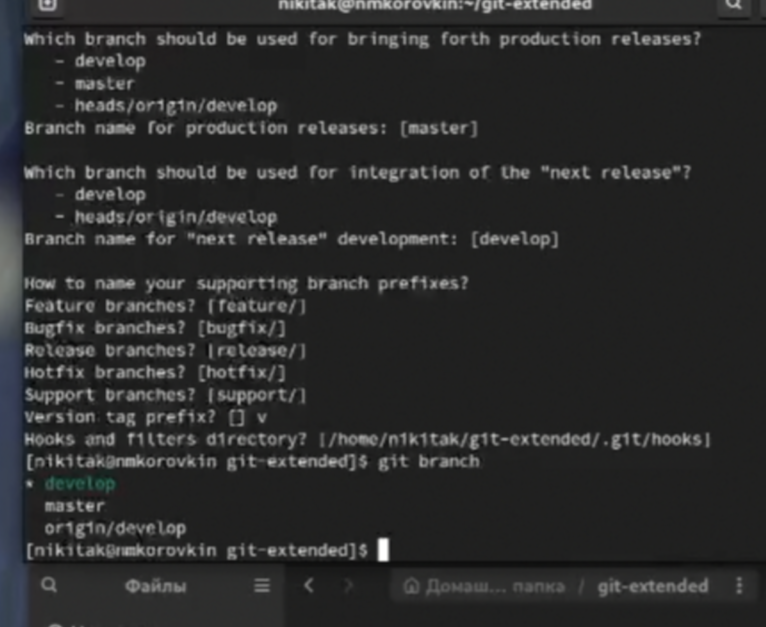 nikitak@nmkorovkin:~/git-extended
Which branch should be used for bringing forth production releases?
- develop
- master
- heads/origin/develop
Branch name for production releases: [master]
Which branch should be used for integration of the "next release"?
- develop
- heads/origin/develop
Branch name for "next release" development: [develop]
How to name your supporting branch prefixes?
Feature branches? [feature/]
Bugfix branches? [bugfix/]
Release branches? [release/]
Hotfix branches? [hotfix/]
Support branches? [support/]
Version tag prefix? [] v
Hooks and filters directory? [/home/nikitak/git-extended/.git/hooks]
[nikitak@nmkorovkin git-extended]$ git branch
* develop
master
origin/develop
[nikitak@nmkorovkin git-extended]$
Файлы
Домаш... папка / git-extended